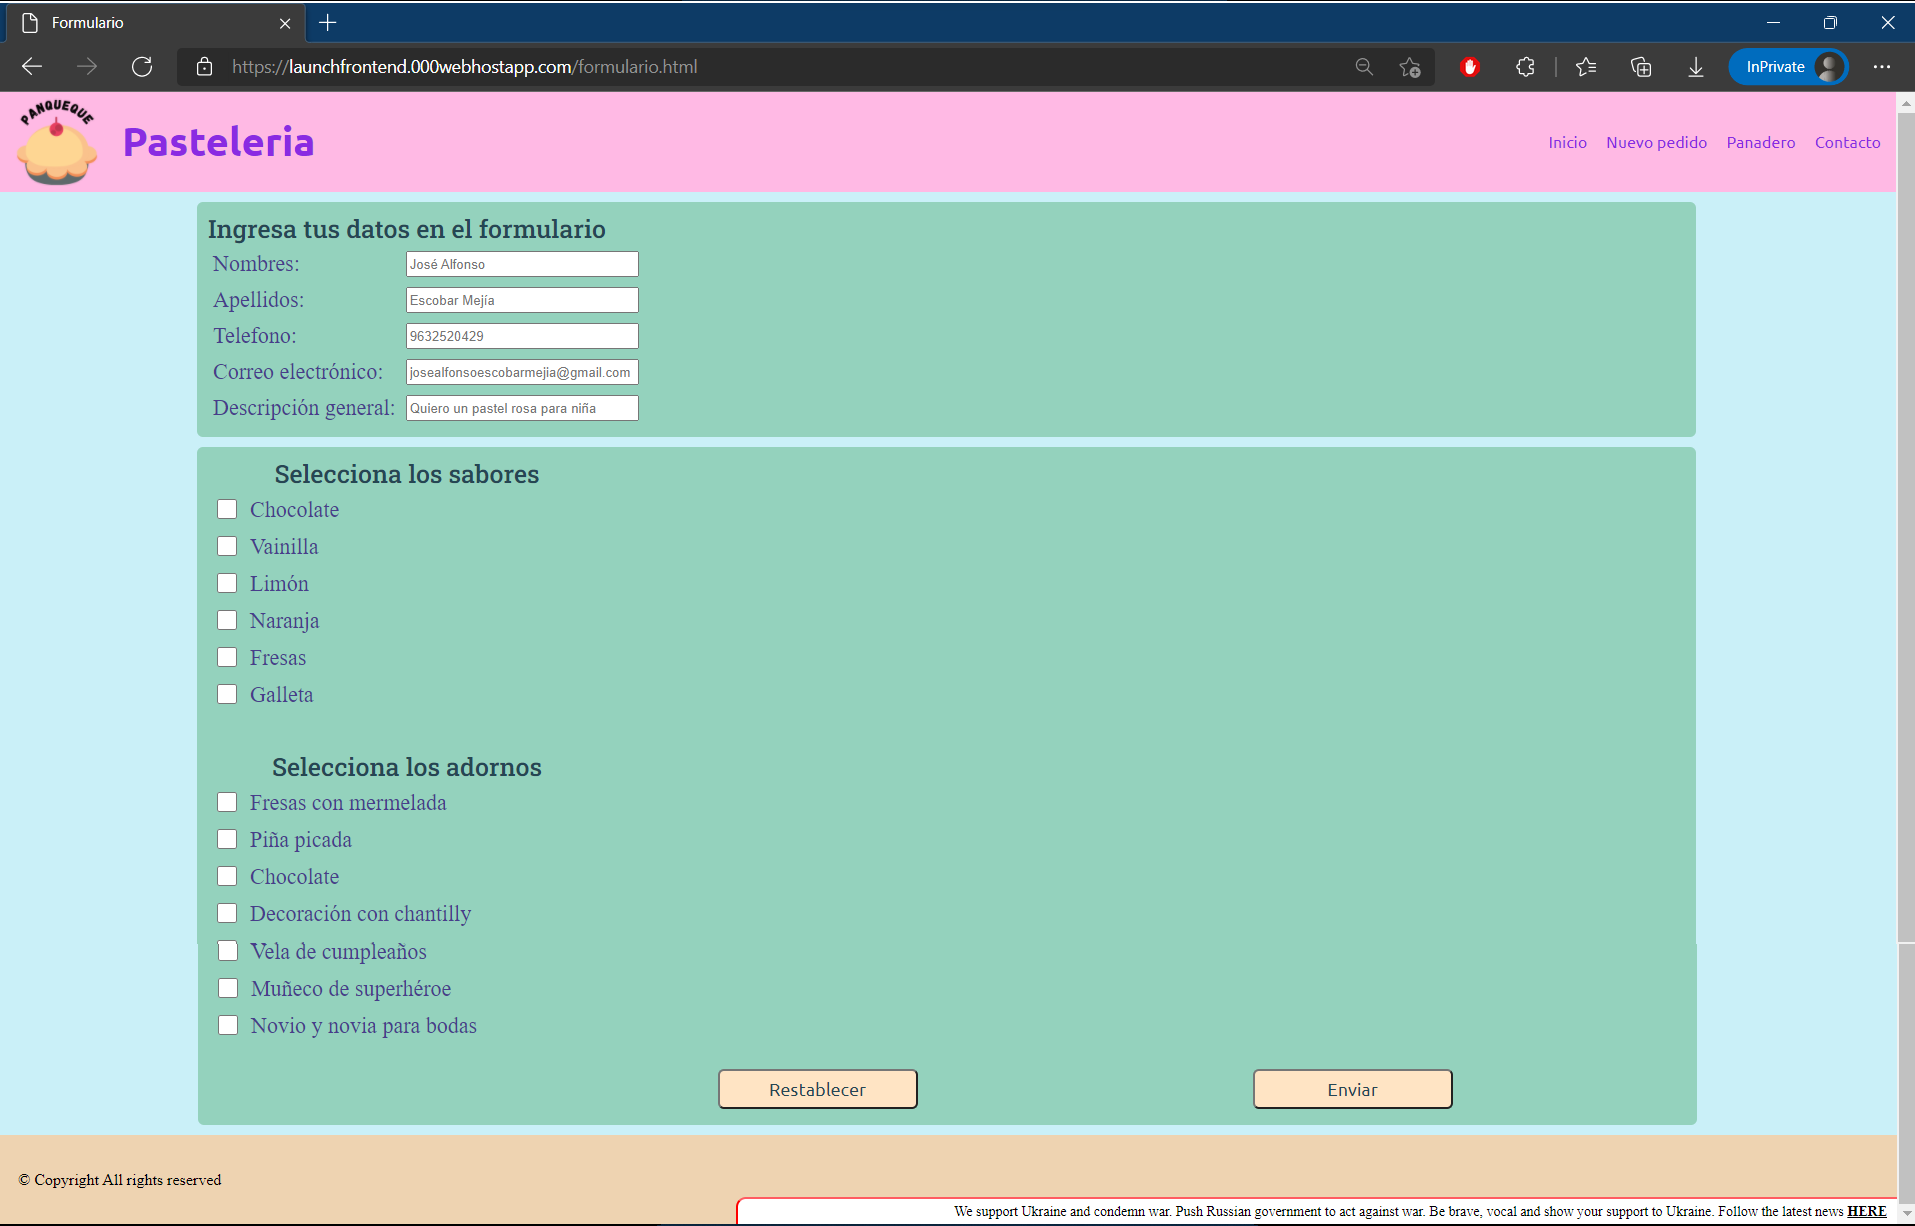 Formulario
https://launchfrontend.000webhostapp.com/formulario.html
InPrivate
PANQUEQUE
Pasteleria
Inicio Nuevo pedido Panadero Contacto
Ingresa tus datos en el formulario
Nombres: José Alfonso
Apellidos: Escobar Mejía
Telefono: 9632520429
Correo electrónico: josealfonsoescobarmejia@gmail.com
Descripción general: Quiero un pastel rosa para niña
Selecciona los sabores
Chocolate
Vainilla
Limón
Naranja
Fresas
Galleta
Selecciona los adornos
Fresas con mermelada
Piña picada
Chocolate
Decoración con chantilly
Vela de cumpleaños
Muñeco de superhéroe
Novio y novia para bodas
Restablecer Enviar
© Copyright All rights reserved
We support Ukraine and condemn war. Push Russian government to act against war. Be brave, vocal and show your support to Ukraine. Follow the latest news HERE